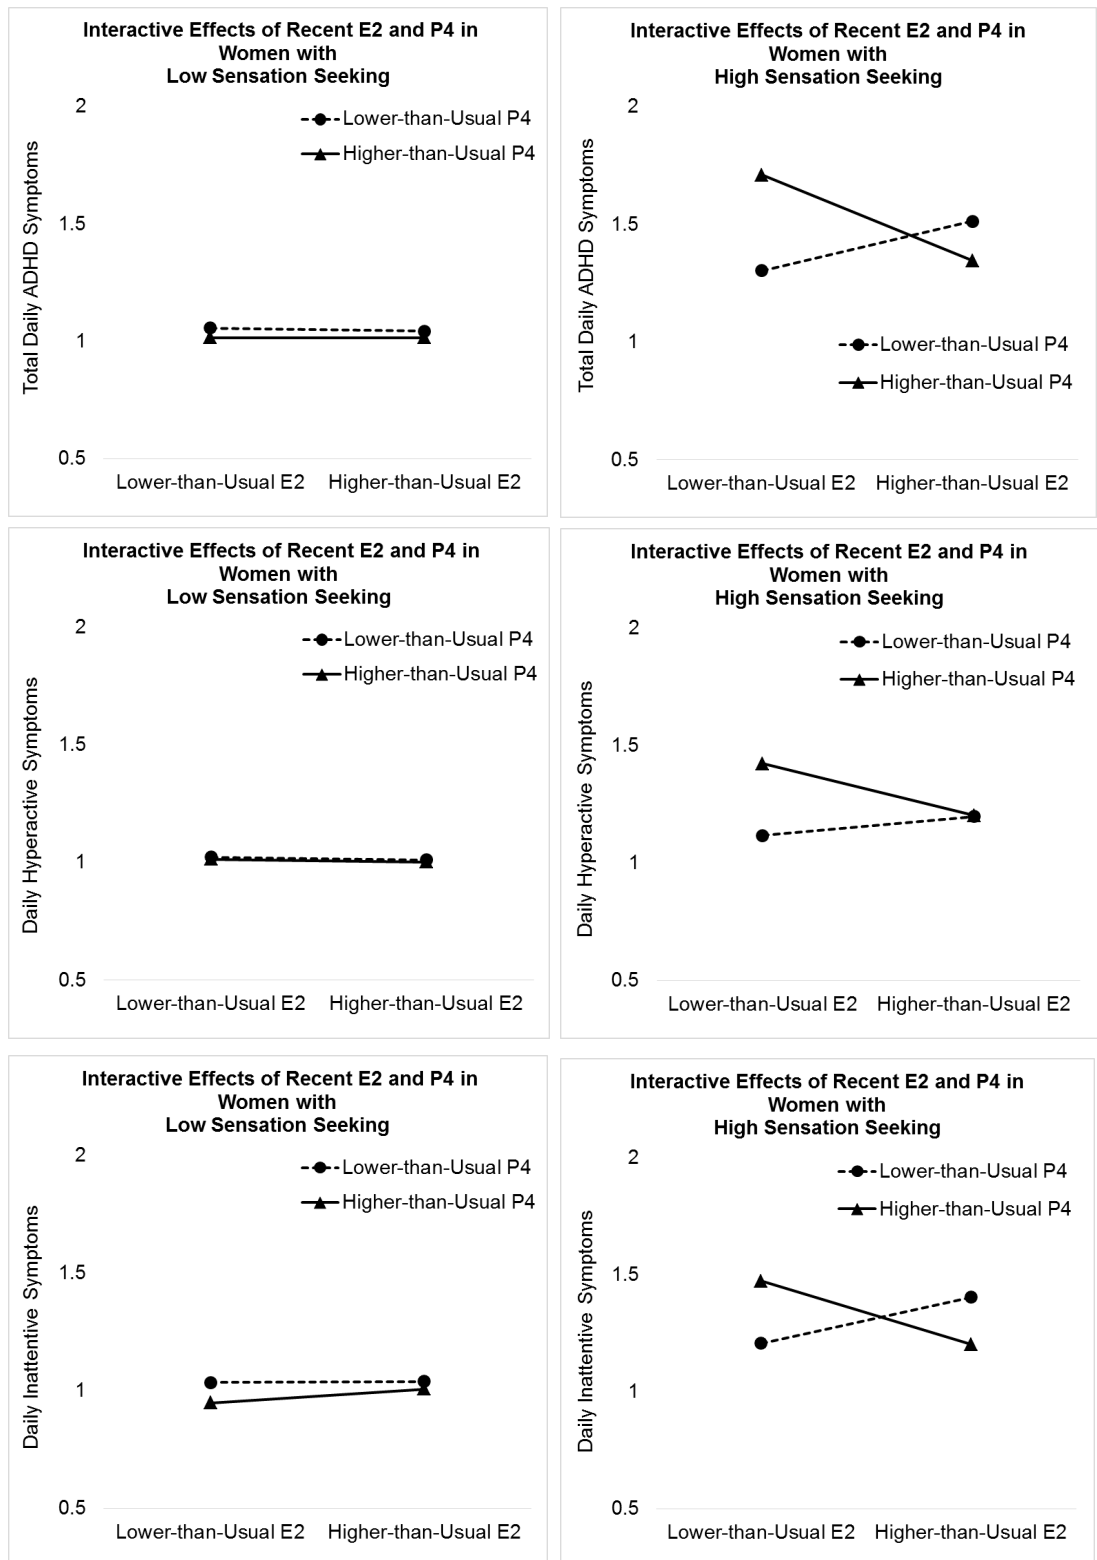 Interactive Effects of Recent E2 and P4 in
Women with
Low Sensation Seeking
2
Lower-than-Usual P4
Higher-than-Usual P4
1.5
1
0.5
Total Daily ADHD Symptoms
Lower-than-Usual E2 Higher-than-Usual E2
Interactive Effects of Recent E2 and P4 in
Women with
High Sensation Seeking
2
1.5
1
Lower-than-Usual P4
Higher-than-Usual P4
0.5
Total Daily ADHD Symptoms
Lower-than-Usual E2 Higher-than-Usual E2
Interactive Effects of Recent E2 and P4 in
Women with
Low Sensation Seeking
2
Lower-than-Usual P4
Higher-than-Usual P4
1.5
1
0.5
Daily Hyperactive Symptoms
Lower-than-Usual E2 Higher-than-Usual E2
Interactive Effects of Recent E2 and P4 in
Women with
High Sensation Seeking
2
Lower-than-Usual P4
Higher-than-Usual P4
1.5
1
0.5
Daily Hyperactive Symptoms
Lower-than-Usual E2 Higher-than-Usual E2
Interactive Effects of Recent E2 and P4 in
Women with
Low Sensation Seeking
2
Lower-than-Usual P4
Higher-than-Usual P4
1.5
1
0.5
Daily Inattentive Symptoms
Lower-than-Usual E2 Higher-than-Usual E2
Interactive Effects of Recent E2 and P4 in
Women with
High Sensation Seeking
2
Lower-than-Usual P4
Higher-than-Usual P4
1.5
1
0.5
Daily Inattentive Symptoms
Lower-than-Usual E2 Higher-than-Usual E2